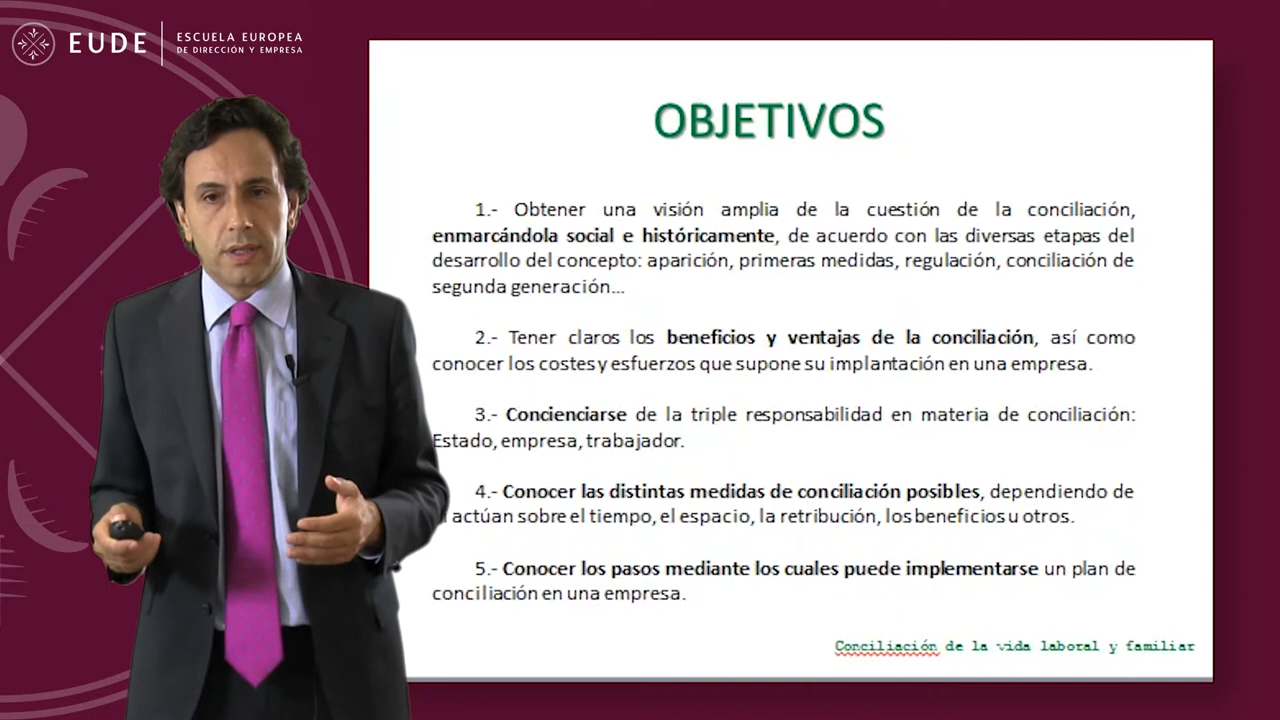 EUDE
ESCUELA EUROPEA
DE DIRECCIÓN Y EMPRESA
OBJETIVOS
1.- Obtener una visión amplia de la cuestión de la conciliación,
enmarcándola social e históricamente, de acuerdo con las diversas etapas del
desarrollo del concepto: aparición, primeras medidas, regulación, conciliación de
segunda generación...
2.- Tener claros los beneficios y ventajas de la conciliación, así como
conocer los costes y esfuerzos que supone su implantación en una empresa.
3.- Concienciarse de la triple responsabilidad en materia de conciliación:
Estado, empresa, trabajador.
4.- Conocer las distintas medidas de conciliación posibles, dependiendo de
actúan sobre el tiempo, el espacio, la retribución, los beneficios u otros.
5.- Conocer los pasos mediante los cuales puede implementarse un plan de
conciliación en una empresa.
Conciliación de la vida laboral y familiar